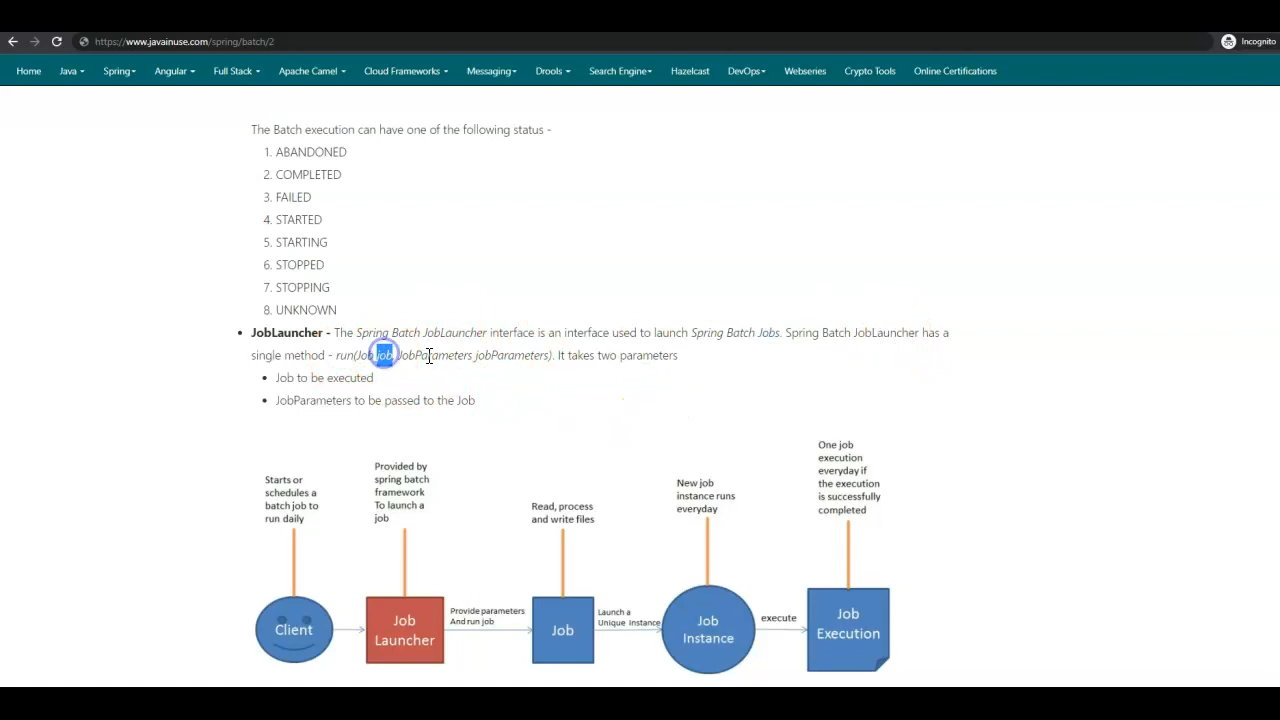 https://www.javainuse.com/spring/batch/2
Incognito
Home Java Spring Angular Full Stack Apache Camel Cloud Frameworks Messaging Drools Search Engine Hazelcast DevOps Webseries Crypto Tools Online Certifications
The Batch execution can have one of the following status -
1. ABANDONED
2. COMPLETED
3. FAILED
4. STARTED
5. STARTING
6. STOPPED
7. STOPPING
8. UNKNOWN
JobLauncher - The Spring Batch JobLauncher interface is an interface used to launch Spring Batch Jobs. Spring Batch JobLauncher has a
single method - run(Job job, JobParameters jobParameters). It takes two parameters
Job to be executed
JobParameters to be passed to the Job
Starts or
schedules a
batch job to
run daily
Provided by
spring batch
framework
To launch a
job
Read, process
and write files
New job
instance runs
everyday
One job
execution
everyday if
the execution
is successfully
completed
Client
Job
Launcher
Provide parameters
And run job
Job
Launch a
Unique instance
Job
Instance
execute
Job
Execution